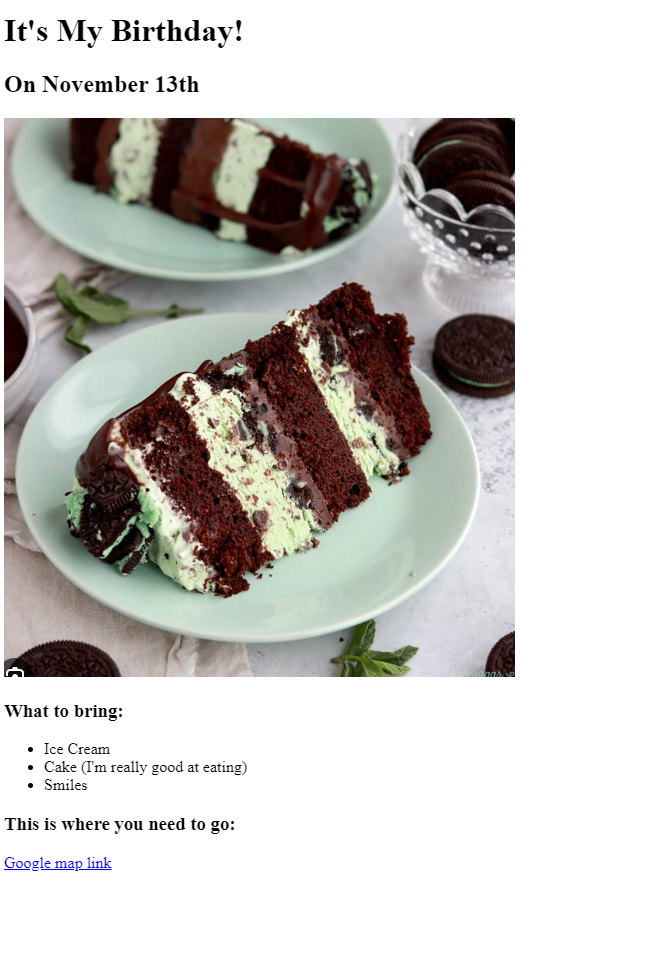 It's My Birthday!
On November 13th
What to bring:
Ice Cream
Cake (I'm really good at eating)
Smiles
This is where you need to go:
Google map link